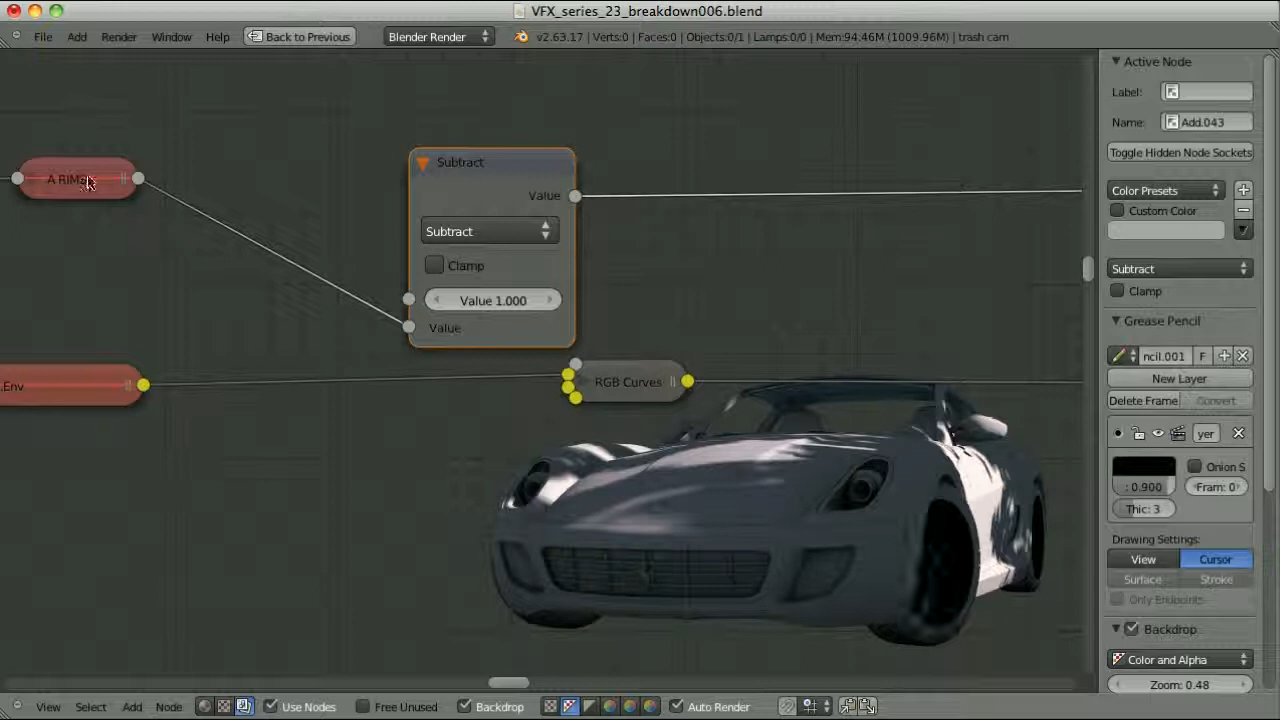 VFX_series_23_breakdown006.blend
File Add Render Window Help Back to Previous Blender Render v2.63.17 | Verts:0 | Faces:0 | Objects:0/1 | Lamps:0/0 | Mem:94.46M (1009.96M) | trash cam
Active Node
Label:
Name: Add.043
Toggle Hidden Node Sockets
Color Presets
Custom Color
Subtract
Clamp
Grease Pencil
ncil.001 F
New Layer
Delete Frame Convert
yer
Onion S
: 0.900 Fram: 0
Thic: 3
Drawing Settings:
View Cursor
Surface Stroke
Only Endpoints
Backdrop
Color and Alpha
Zoom: 0.48
A RIMS
Subtract
Value
Subtract
Clamp
Value 1.000
Value
.Env
RGB Curves
View Select Add Node Use Nodes Free Unused Backdrop Auto Render